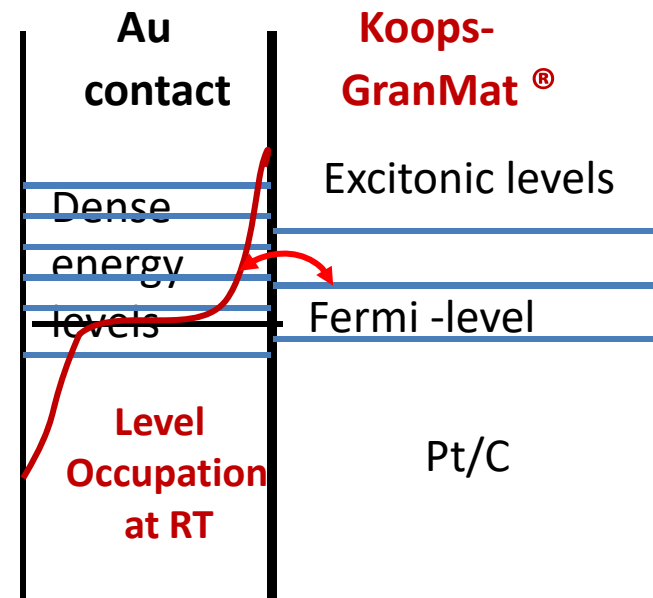 Au
contact
Koops-
GranMat ®
Excitonic levels
Dense
energy
levels
Fermi -level
Level
Occupation
at RT
Pt/C